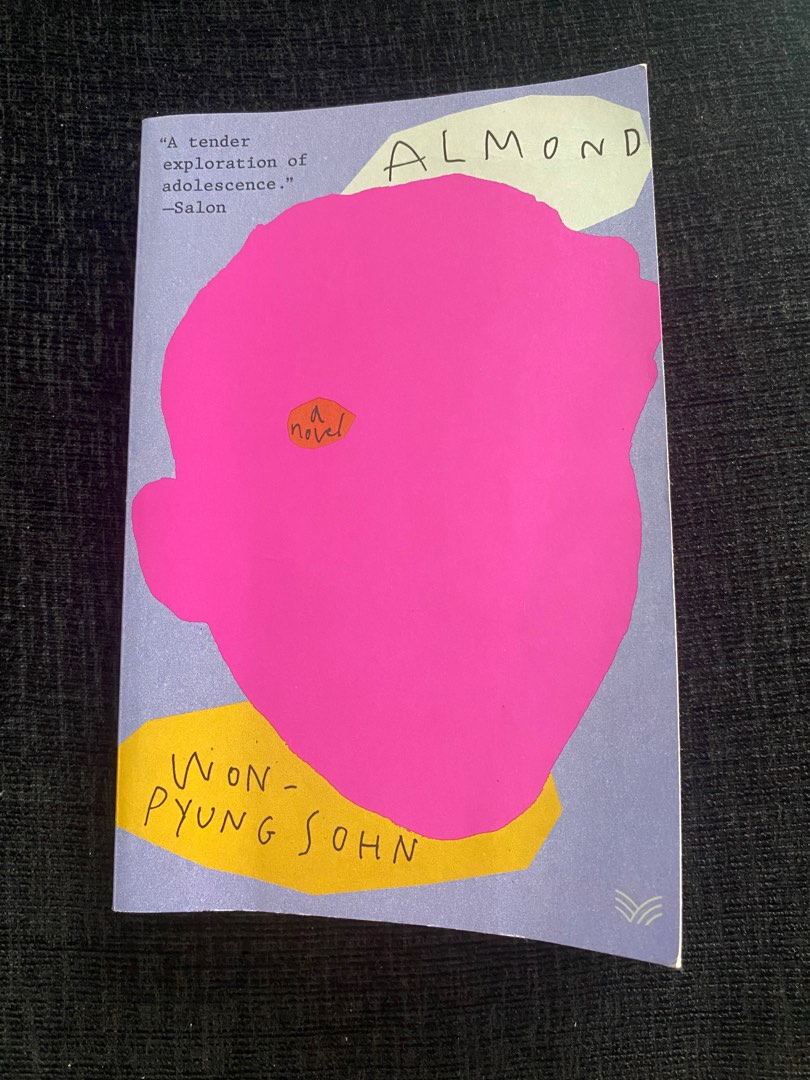 “A tender
exploration of
adolescence.”
—Salon
ALMOND
a
novel
WON-
PYUNG SOHN